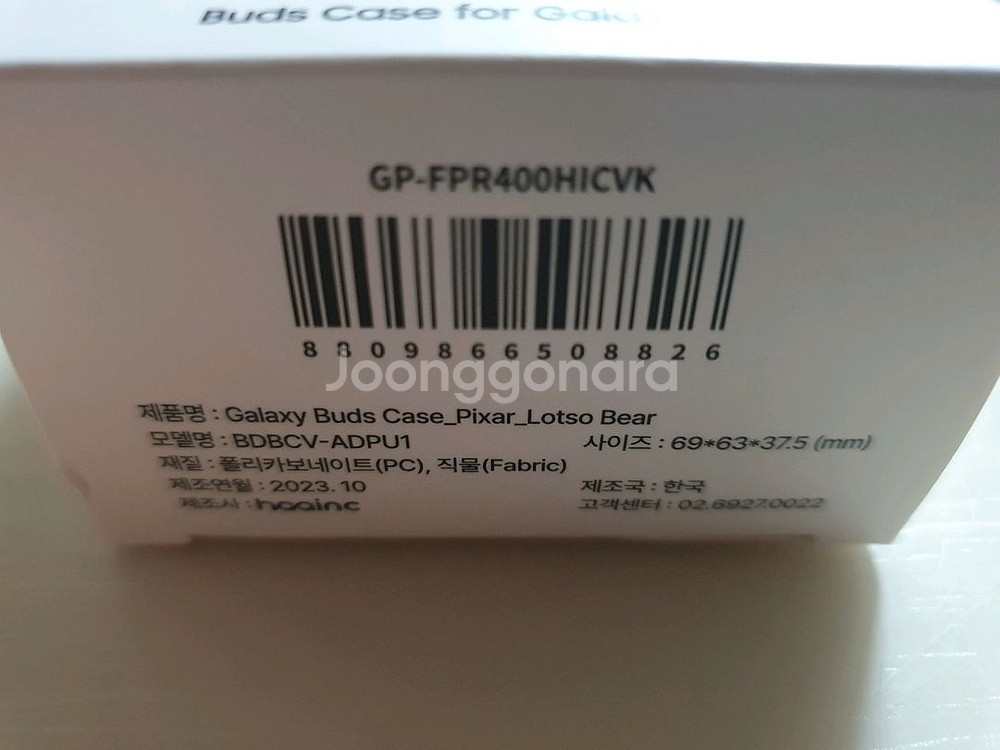 Buds Case for Galaxy
GP-FPR400HICVK
8809866508826
Joonggonara
제품명 : Galaxy Buds Case_Pixar_Lotso Bear
모델명 : BDBCV-ADPU1 사이즈 : 69*63*37.5 (mm)
재질 : 폴리카보네이트(PC), 직물(Fabric)
제조연월 : 2023.10 제조국 : 한국
제조사 : haainc 고객센터 : 02.6927.0022